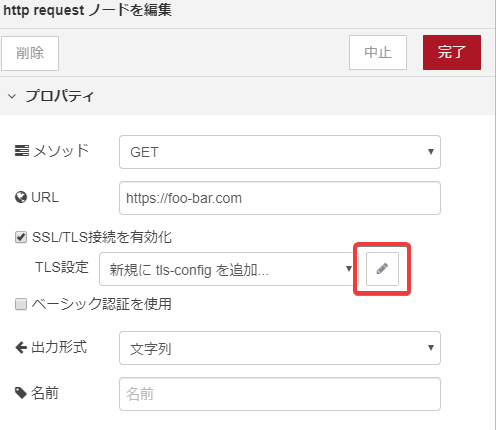 http request ノードを編集
削除 中止 完了
プロパティ
メソッド GET
URL https://foo-bar.com
SSL/TLS接続を有効化
TLS設定 新規に tls-config を追加...
ベーシック認証を使用
出力形式 文字列
名前 名前